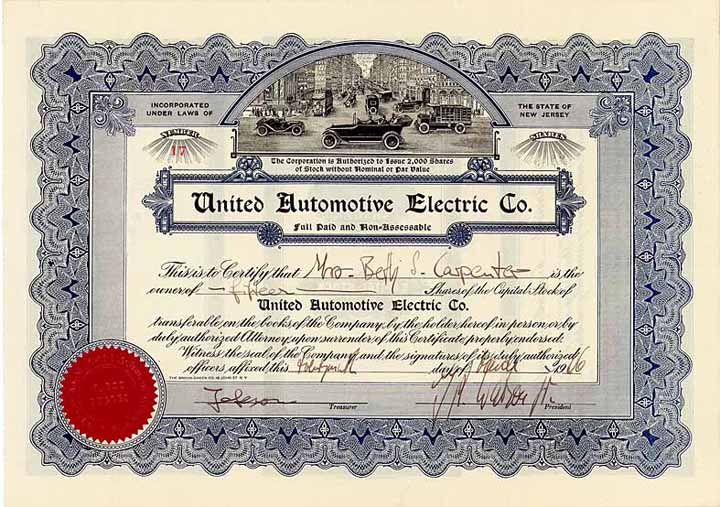 INCORPORATED UNDER LAWS OF
THE STATE OF NEW JERSEY
NUMBER
17
SHARES
The Corporation is Authorized to Issue 2,000 Shares
of Stock without Nominal or Par Value
United Automotive Electric Co.
Full Paid and Non-Assessable
This is to Certify that Mrs. S. Carpenter is the
owner of fifteen Shares of the Capital Stock of
United Automotive Electric Co.
transferable on the books of the Company by the holder hereof in person or by
duly authorized Attorney upon surrender of this Certificate properly endorsed.
Witness the seal of the Company and the signatures of its duly authorized
officers, affixed this day of 1916
Treasurer
President